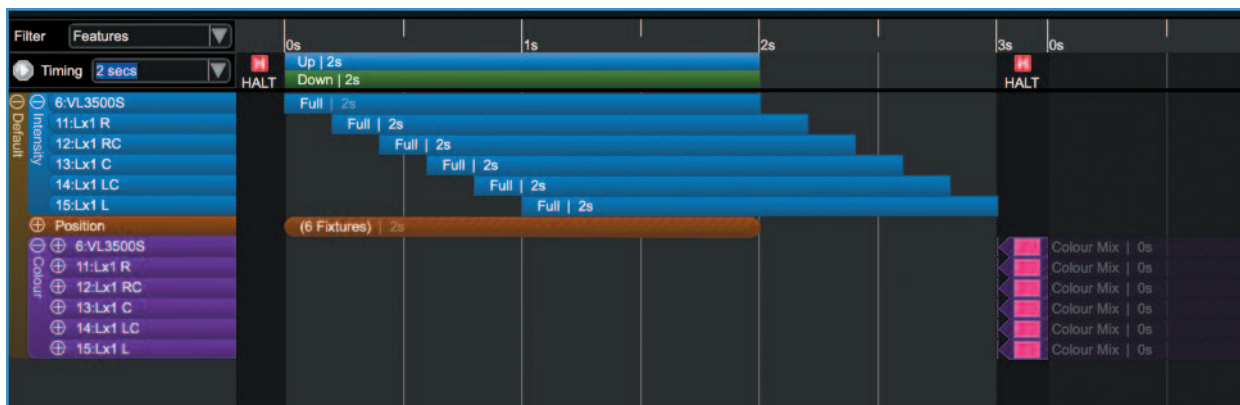 Filter Features
0s 1s 2s 3s 0s
Timing 2 secs
HALT
Up | 2s
Down | 2s
HALT
Default
Intensity
6:VL3500S Full | 2s
11:Lx1 R Full | 2s
12:Lx1 RC Full | 2s
13:Lx1 C Full | 2s
14:Lx1 LC Full | 2s
15:Lx1 L Full | 2s
Position (6 Fixtures) | 2s
Colour
6:VL3500S Colour Mix | 0s
11:Lx1 R Colour Mix | 0s
12:Lx1 RC Colour Mix | 0s
13:Lx1 C Colour Mix | 0s
14:Lx1 LC Colour Mix | 0s
15:Lx1 L Colour Mix | 0s